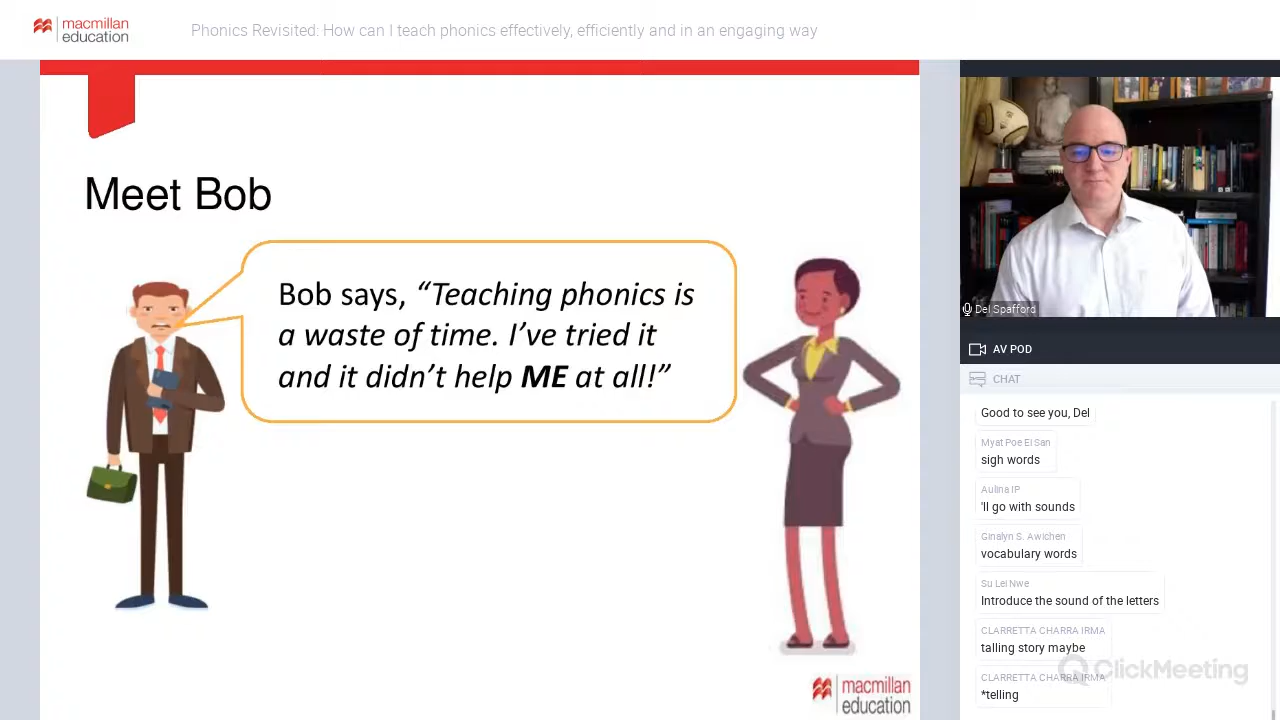 macmillan
education
Phonics Revisited: How can I teach phonics effectively, efficiently and in an engaging way
Meet Bob
Bob says, “Teaching phonics is
a waste of time. I’ve tried it
and it didn’t help ME at all!”
macmillan
education
Del Spafford
AV POD
CHAT
Good to see you, Del
Myat Poe El San
sigh words
Aulina IP
'll go with sounds
Ginalyn S. Awichen
vocabulary words
Su Lei Nwe
Introduce the sound of the letters
CLARRETTA CHARRA IRMA
talling story maybe
CLARRETTA CHARRA IRMA
*telling
ClickMeeting